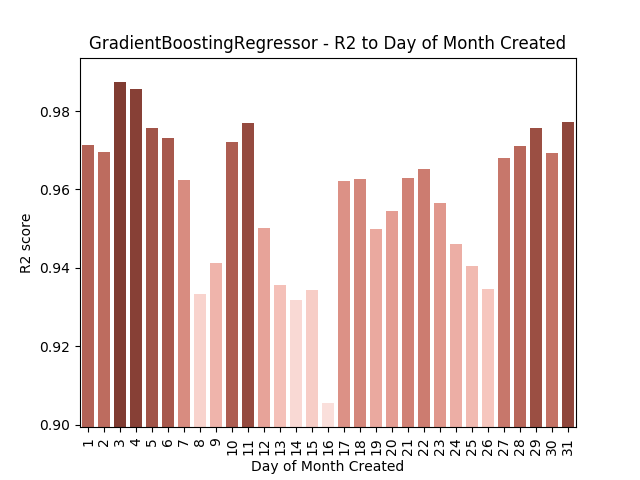 GradientBoostingRegressor - R2 to Day of Month Created
R2 score
0.98
0.96
0.94
0.92
0.90
1 2 3 4 5 6 7 8 9 10 11 12 13 14 15 16 17 18 19 20 21 22 23 24 25 26 27 28 29 30 31
Day of Month Created